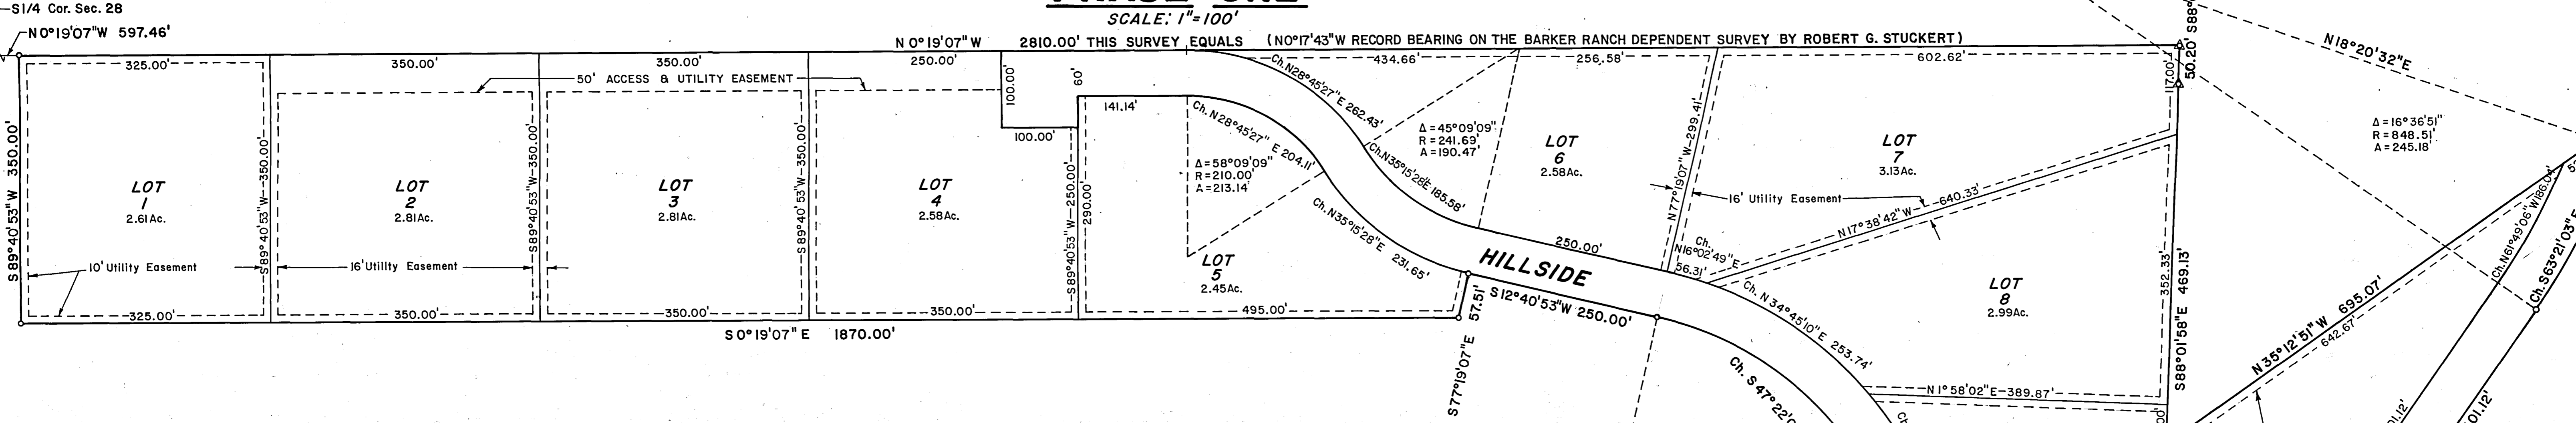 S1/4 Cor. Sec. 28
SCALE: 1"=100'
N 0°19'07"W 597.46'
N 0°19'07"W 2810.00' THIS SURVEY EQUALS (N0°17'43"W RECORD BEARING ON THE BARKER RANCH DEPENDENT SURVEY BY ROBERT G. STUCKERT)
325.00'
350.00'
350.00'
250.00'
434.66'
256.58'
602.62'
50' ACCESS & UTILITY EASEMENT
100.00'
60'
100.00'
141.14'
Ch. N28°45'27"E 262.43'
Ch. N28°45'27"E 204.11'
Ch. N35°15'28"E 185.58'
Ch. N35°15'28"E 231.65'
Δ = 58°09'09"
R = 210.00'
A = 213.14'
Δ = 45°09'09"
R = 241.69'
A = 190.47'
N77°19'07"W-299.41'
117.00'
50.20'
S88°
N18°20'32"E
Δ = 16°36'51"
R = 848.51'
A = 245.18'
S89°40'53"W 350.00'
LOT
1
2.61Ac.
S89°40'53"W-350.00'
LOT
2
2.81Ac.
S89°40'53"W-350.00'
LOT
3
2.81Ac.
S89°40'53"W-350.00'
LOT
4
2.58Ac.
S89°40'53"W-250.00'
290.00'
LOT
5
2.45Ac.
LOT
6
2.58Ac.
LOT
7
3.13Ac.
LOT
8
2.99Ac.
10' Utility Easement
16' Utility Easement
16' Utility Easement
N17°38'42"W-640.33'
250.00'
HILLSIDE
S12°40'53"W 250.00'
Ch.
N16°02'49"E
56.31'
Ch. N 34°45'10"E 253.74'
352.33'
S88°01'58"E 469.13'
N1°58'02"E-389.87'
325.00'
350.00'
350.00'
350.00'
495.00'
57.51'
S77°19'07"E
S0°19'07"E 1870.00'
Ch. S47°22'
N35°12'51"W 695.07'
642.67'
Ch. N61°49'06"W 186.04'
Ch. S63°21'03"E
01.12'
01.12'
Ch.